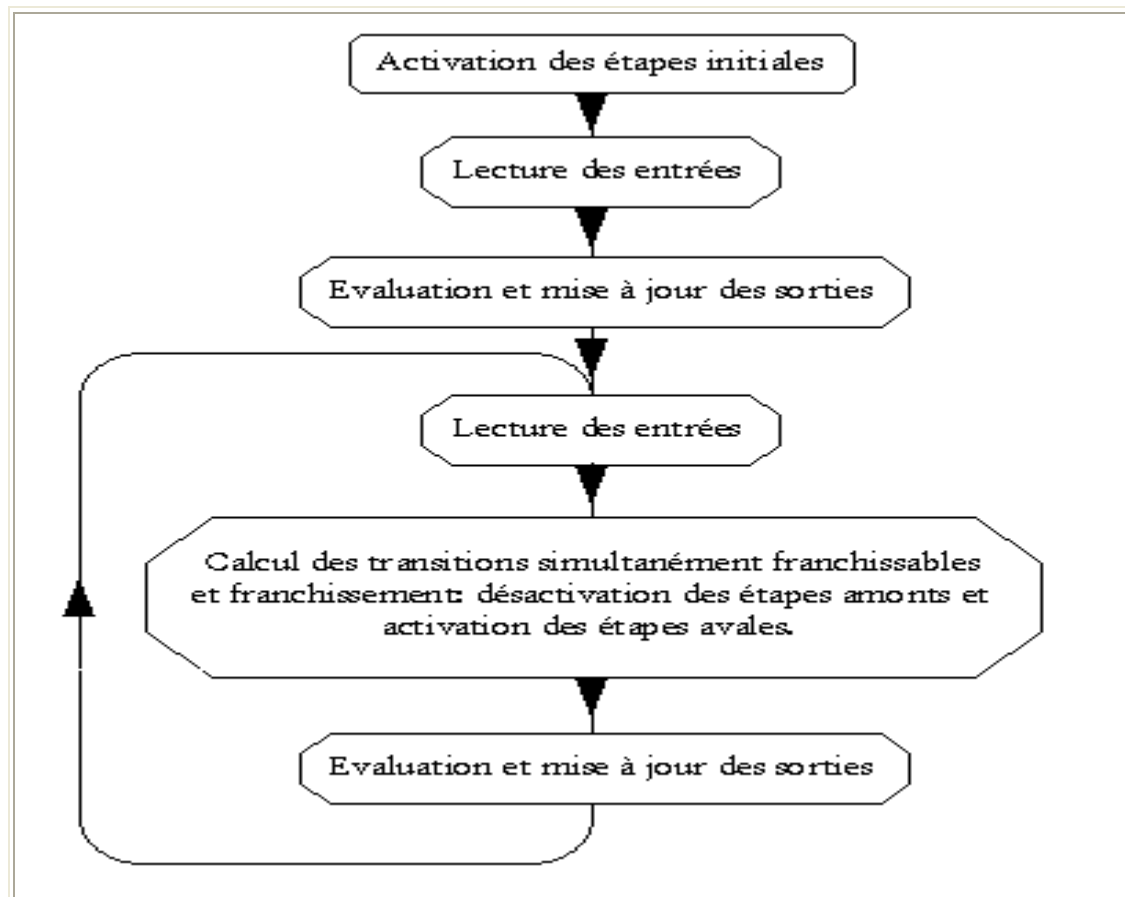 Activation des étapes initiales
Lecture des entrées
Evaluation et mise à jour des sorties
Lecture des entrées
Calcul des transitions simultanément franchissables
et franchissement: désactivation des étapes amonts et
activation des étapes avales.
Evaluation et mise à jour des sorties